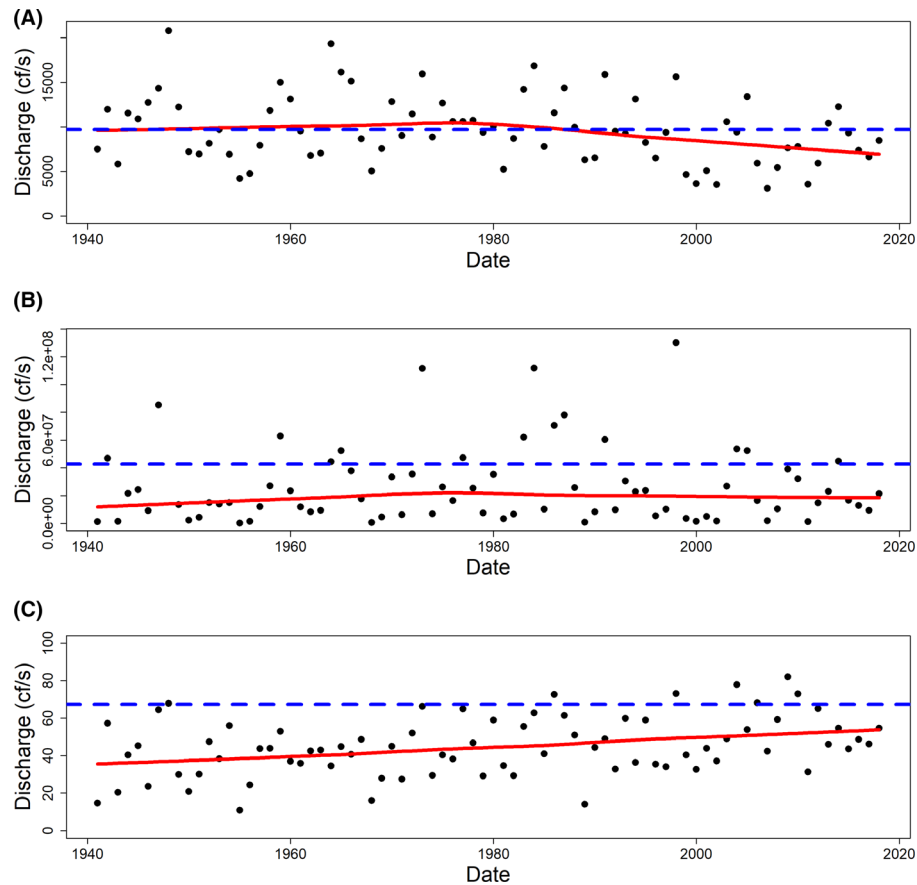 (A)
Discharge (cf/s)
0 5000 15000
1940 1960 1980 2000 2020
Date
(B)
Discharge (cf/s)
0.0e+00 6.0e+07 1.2e+08
1940 1960 1980 2000 2020
Date
(C)
Discharge (cf/s)
0 20 40 60 80 100
1940 1960 1980 2000 2020
Date